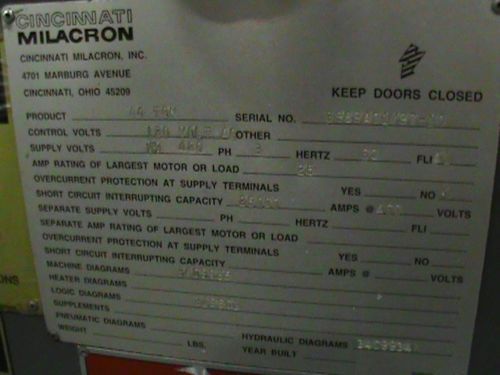 CINCINNATI
MILACRON
CINCINNATI MILACRON, INC.
4701 MARBURG AVENUE
CINCINNATI, OHIO 45209
KEEP DOORS CLOSED
PRODUCT SERIAL NO.
CONTROL VOLTS OTHER
SUPPLY VOLTS PH 3 HERTZ FLI
AMP RATING OF LARGEST MOTOR OR LOAD 25
OVERCURRENT PROTECTION AT SUPPLY TERMINALS YES NO
SHORT CIRCUIT INTERRUPTING CAPACITY AMPS @ VOLTS
SEPARATE SUPPLY VOLTS PH HERTZ FLI
SEPARATE AMP RATING OF LARGEST MOTOR OR LOAD
OVERCURRENT PROTECTION AT SUPPLY TERMINALS YES NO
SHORT CIRCUIT INTERRUPTING CAPACITY AMPS @ VOLTS
MACHINE DIAGRAMS
HEATER DIAGRAMS
LOGIC DIAGRAMS
SUPPLEMENTS
PNEUMATIC DIAGRAMS HYDRAULIC DIAGRAMS
WEIGHT LBS. YEAR BUILT
ONS